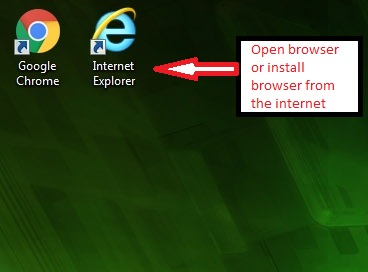 Google
Chrome
Internet
Explorer
Open browser
or install
browser from
the internet